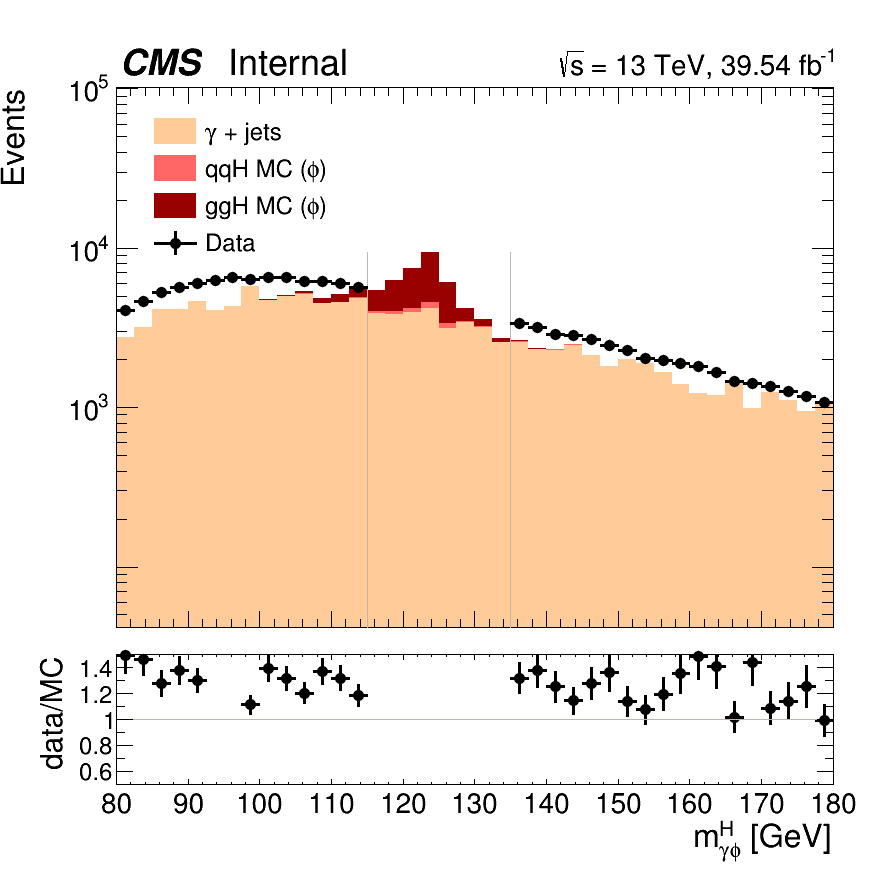 CMS Internal
√s = 13 TeV, 39.54 fb⁻¹
Events
10⁵
10⁴
10³
γ + jets
qqH MC (ϕ)
ggH MC (ϕ)
Data
data/MC
1.4
1.2
1
0.8
0.6
80 90 100 110 120 130 140 150 160 170 180
m^H_γϕ [GeV]